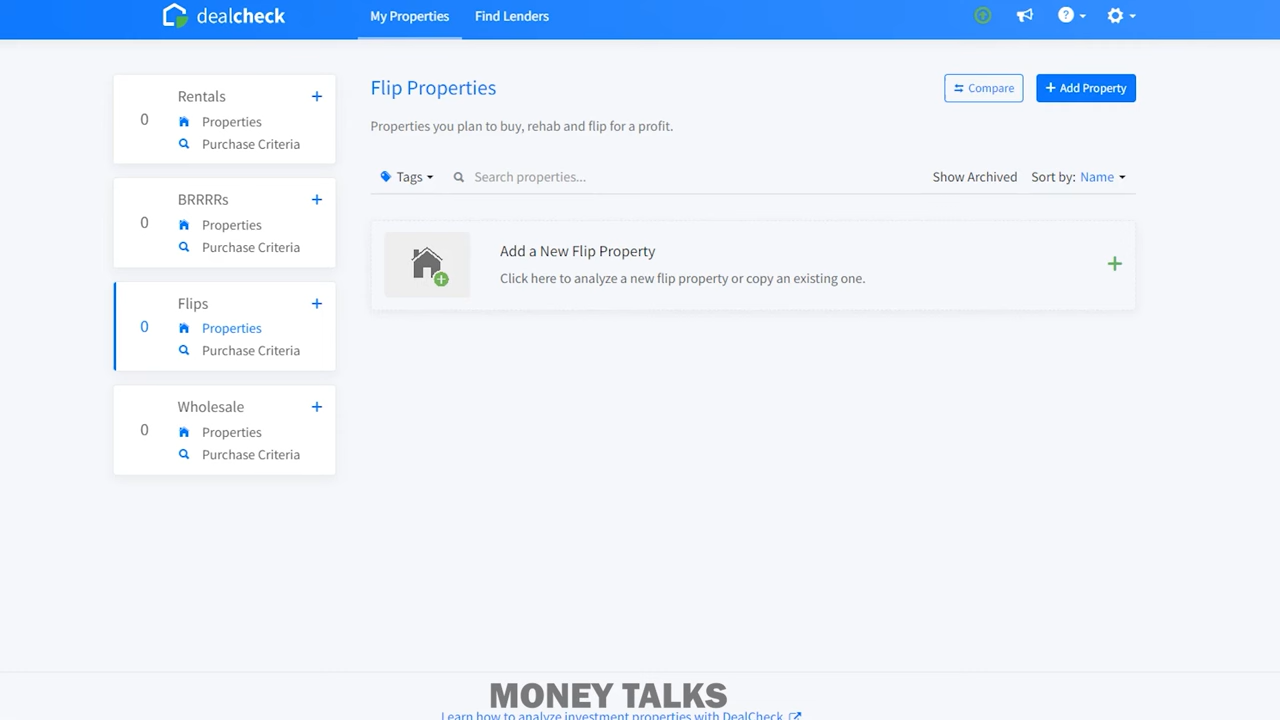 dealcheck
My Properties
Find Lenders
Rentals
0
Properties
Purchase Criteria
BRRRRs
0
Properties
Purchase Criteria
Flips
0
Properties
Purchase Criteria
Wholesale
0
Properties
Purchase Criteria
Flip Properties
Compare
Add Property
Properties you plan to buy, rehab and flip for a profit.
Tags
Search properties...
Show Archived
Sort by: Name
Add a New Flip Property
Click here to analyze a new flip property or copy an existing one.
MONEY TALKS
Learn how to analyze investment properties with DealCheck